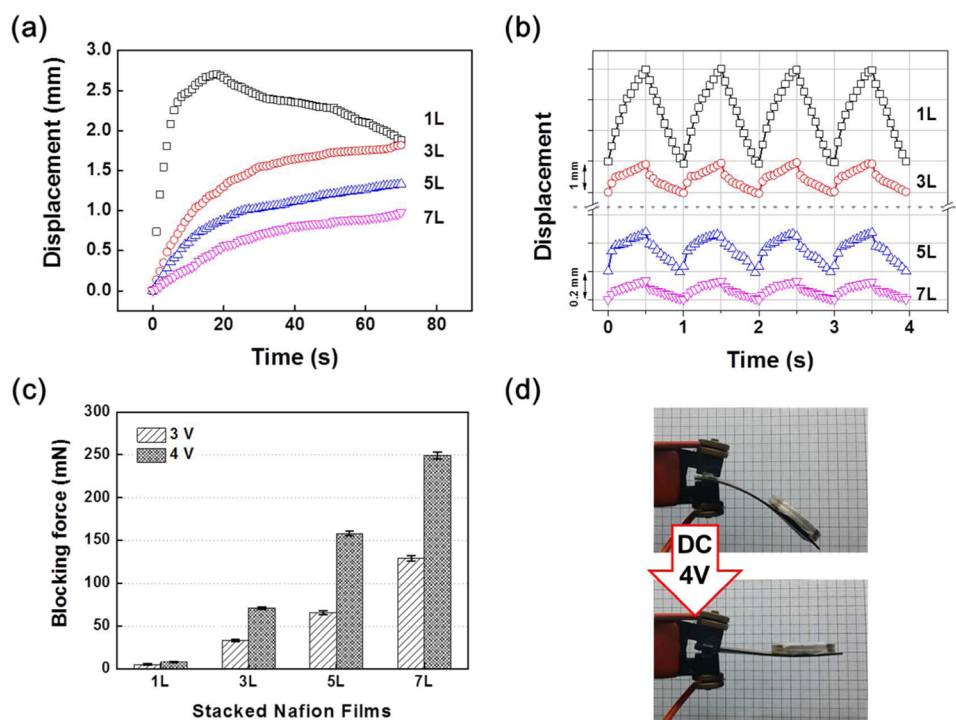 (a)
3.0
2.5
2.0
1.5
1.0
0.5
0.0
Displacement (mm)
1L
3L
5L
7L
0 20 40 60 80
Time (s)
(b)
Displacement
1 mm
0.2 mm
1L
3L
5L
7L
0 1 2 3 4
Time (s)
(c)
300
250
200
150
100
50
0
Blocking force (mN)
3 V
4 V
1L 3L 5L 7L
Stacked Nafion Films
(d)
DC
4V